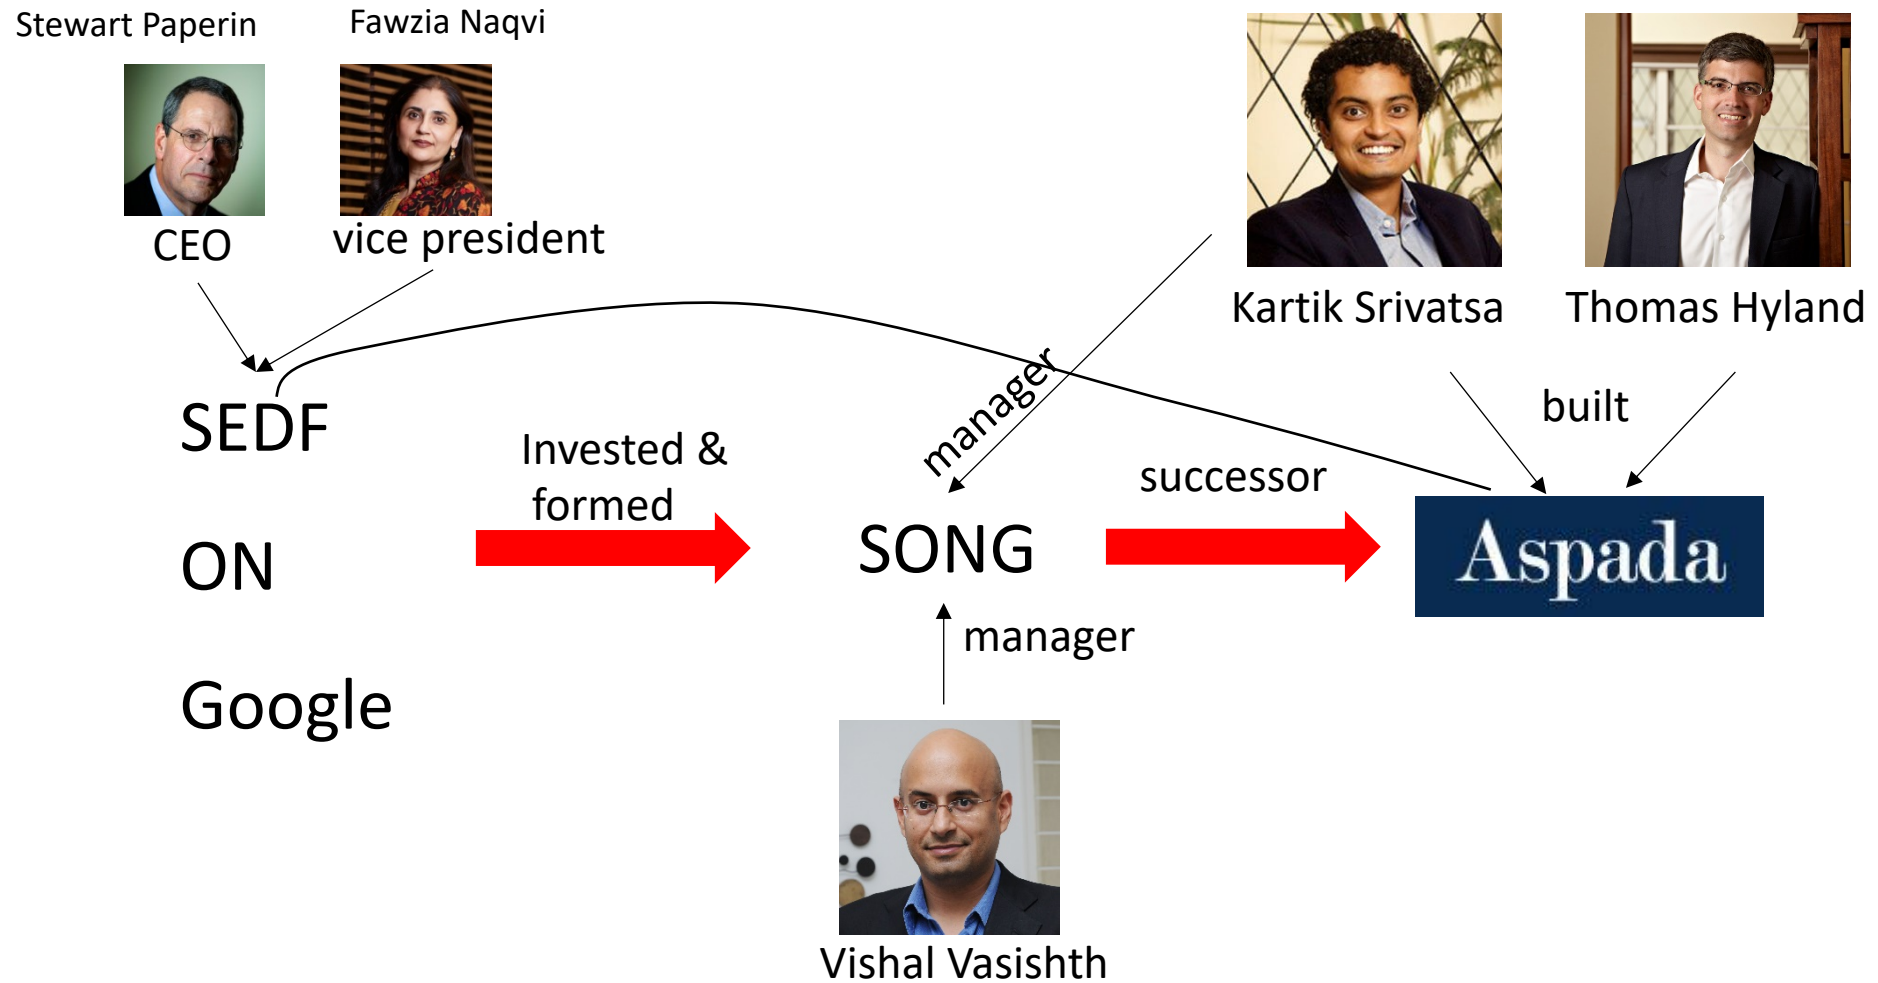 Stewart Paperin
Fawzia Naqvi
CEO
vice president
Kartik Srivatsa
Thomas Hyland
SEDF
ON
Google
Invested &
formed
manager
SONG
successor
built
Aspada
manager
Vishal Vasishth